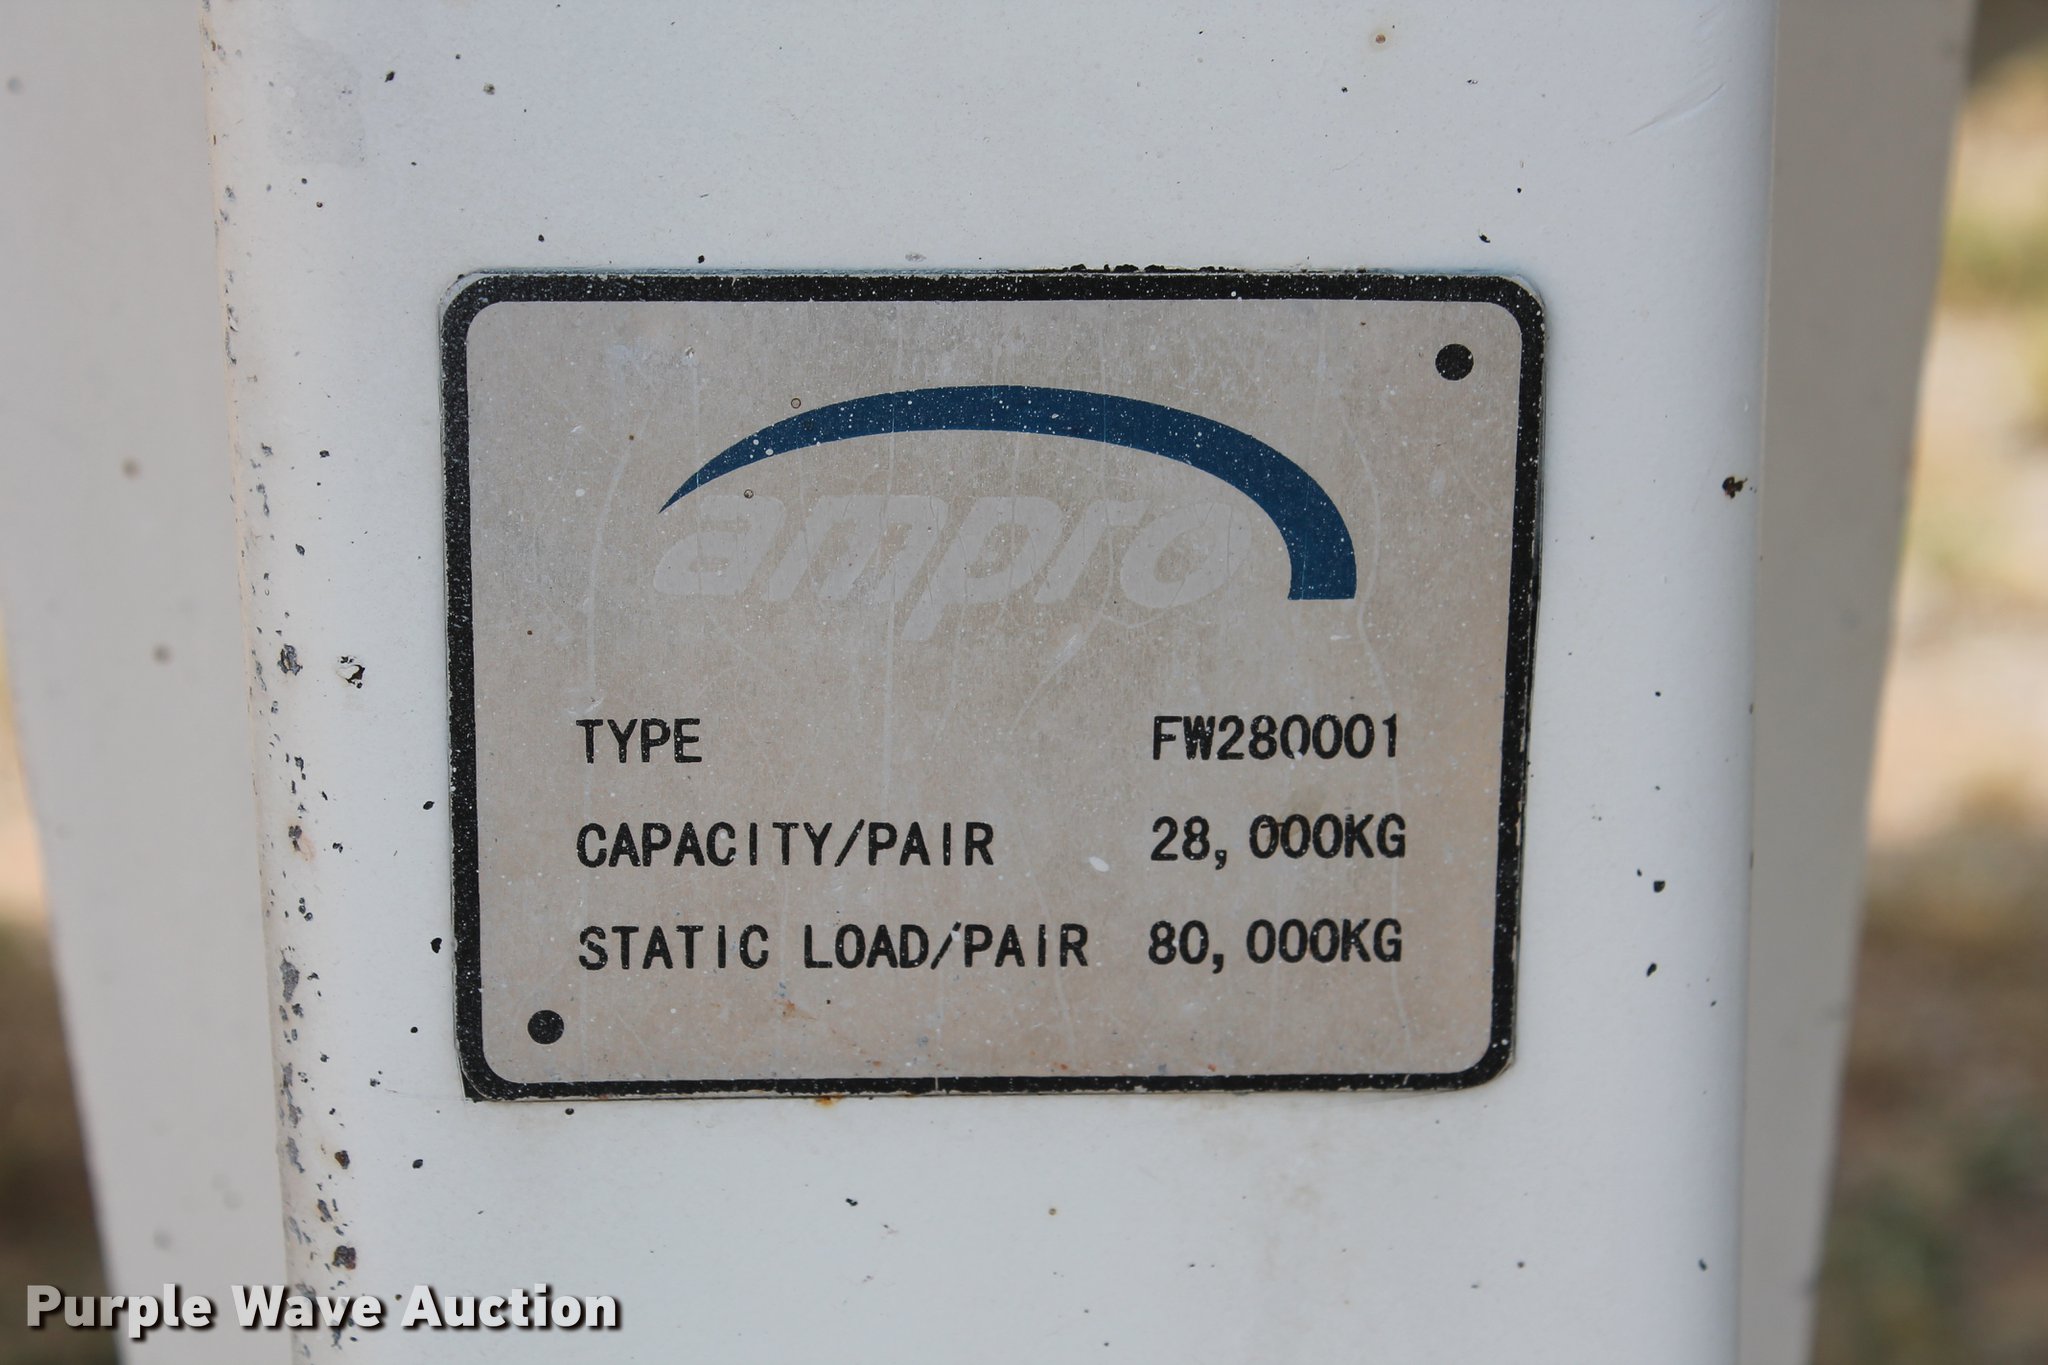 ampro
TYPE FW280001
CAPACITY/PAIR 28,000KG
STATIC LOAD/PAIR 80,000KG
Purple Wave Auction